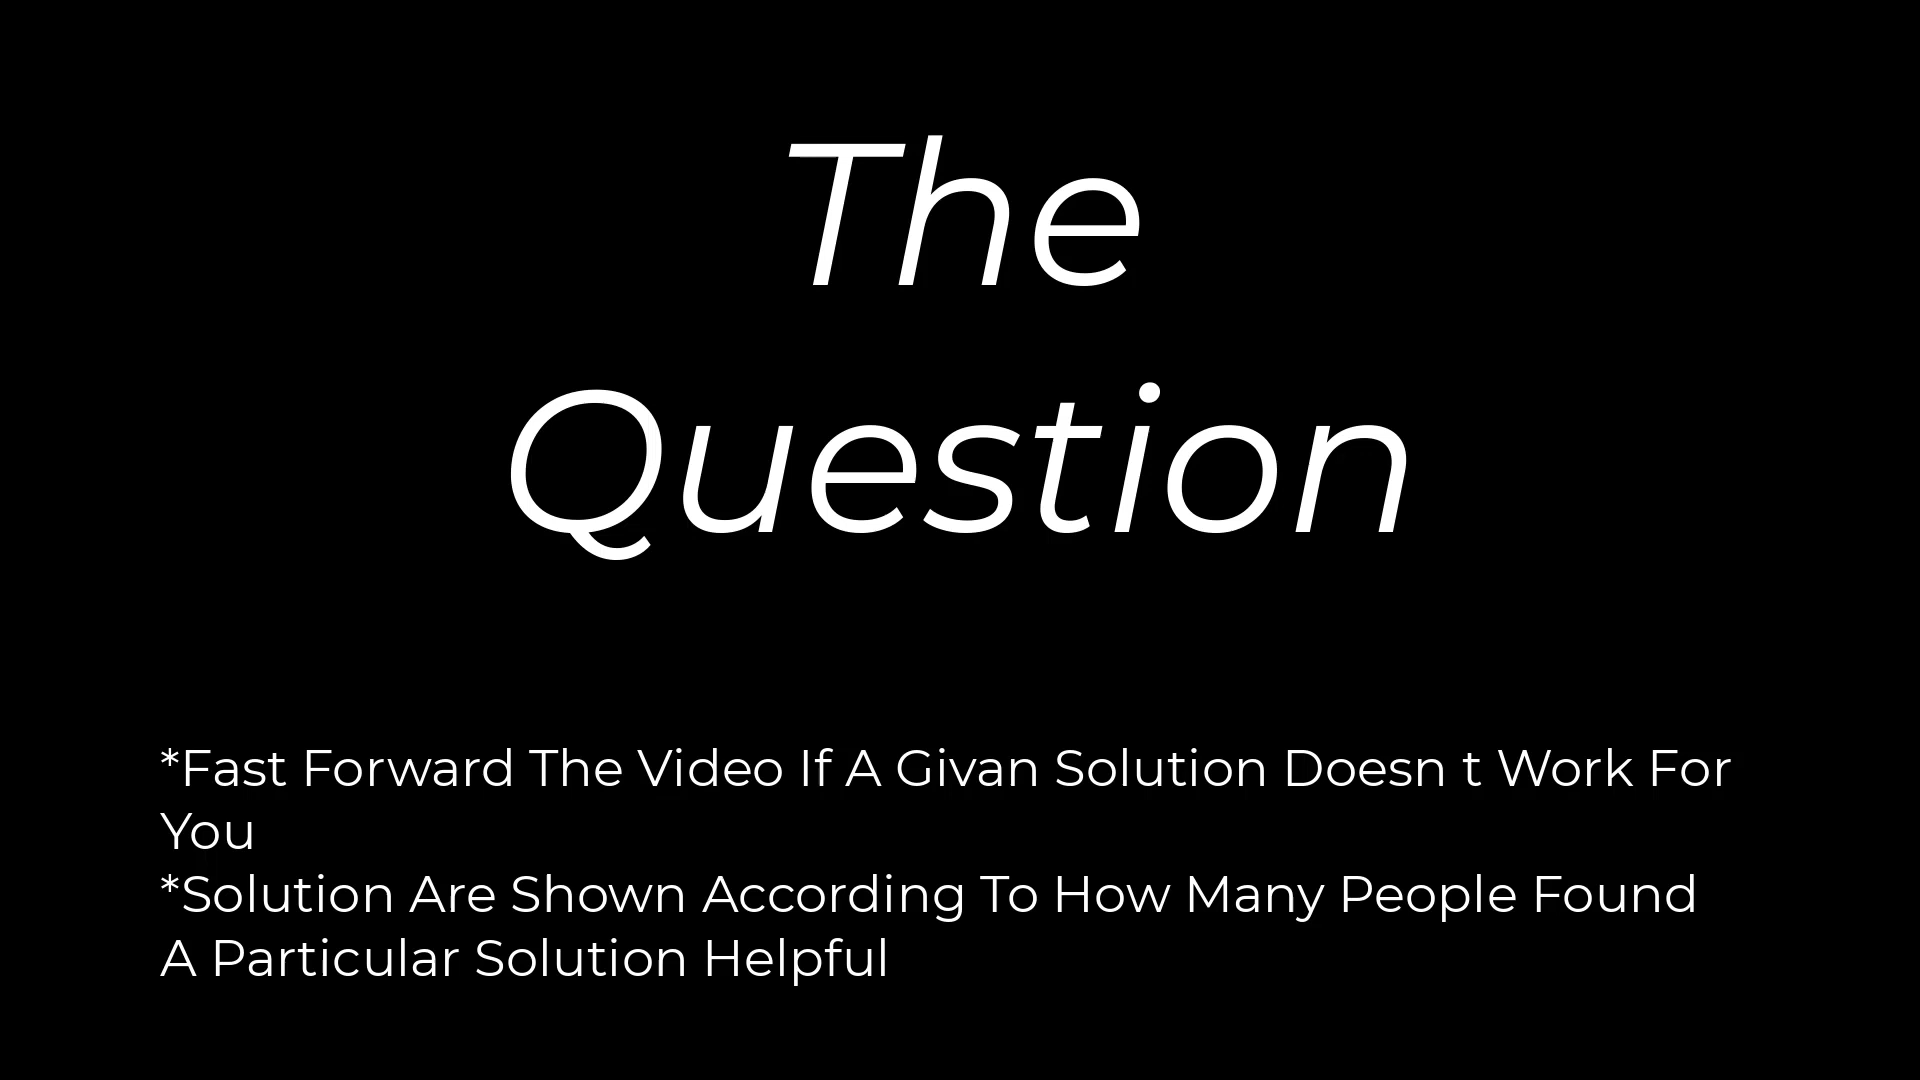 The
Question
*Fast Forward The Video If A Givan Solution Doesn t Work For
You
*Solution Are Shown According To How Many People Found
A Particular Solution Helpful